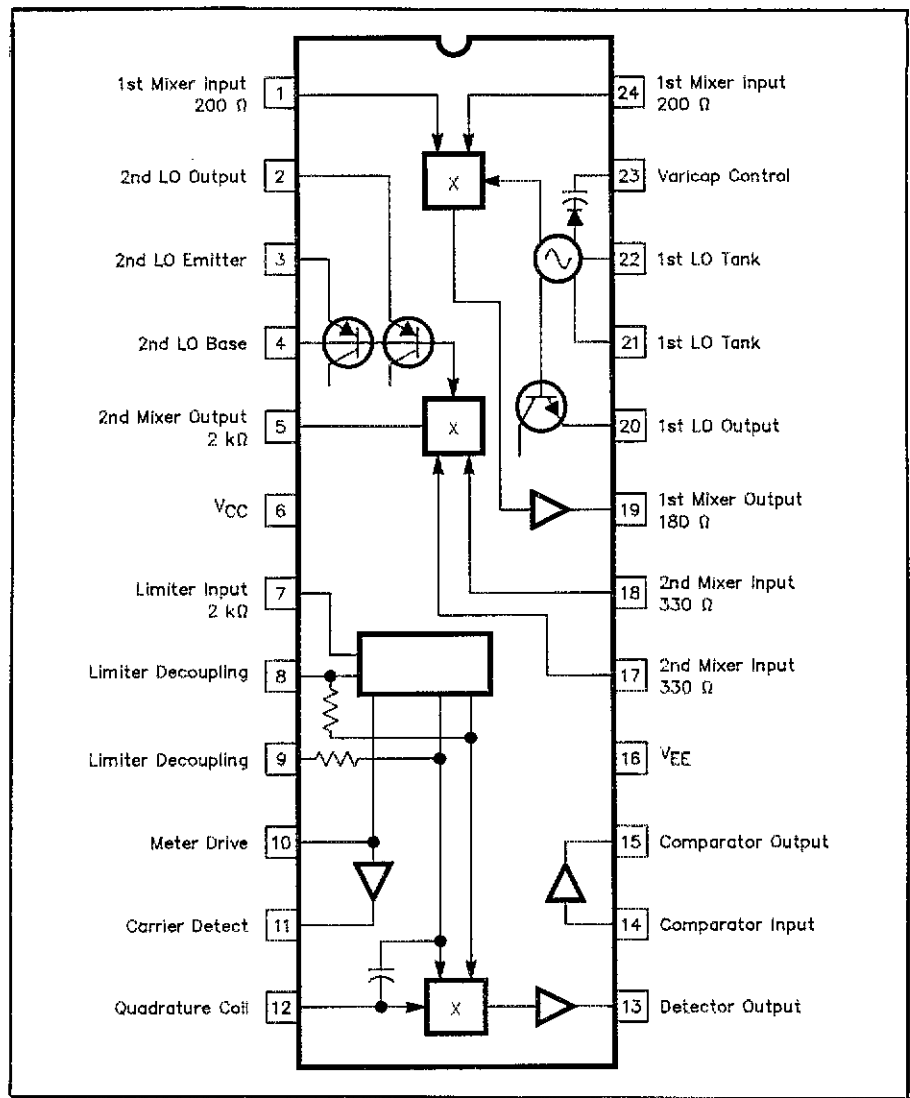 1st Mixer Input
200 Ω
1
2nd LO Output
2
2nd LO Emitter
3
2nd LO Base
4
2nd Mixer Output
2 kΩ
5
VCC
6
Limiter Input
2 kΩ
7
Limiter Decoupling
8
Limiter Decoupling
9
Meter Drive
10
Carrier Detect
11
Quadrature Coil
12
X
X
X
24
1st Mixer Input
200 Ω
23
Varicap Control
22
1st LO Tank
21
1st LO Tank
20
1st LO Output
19
1st Mixer Output
180 Ω
18
2nd Mixer Input
330 Ω
17
2nd Mixer Input
330 Ω
16
VEE
15
Comparator Output
14
Comparator Input
13
Detector Output